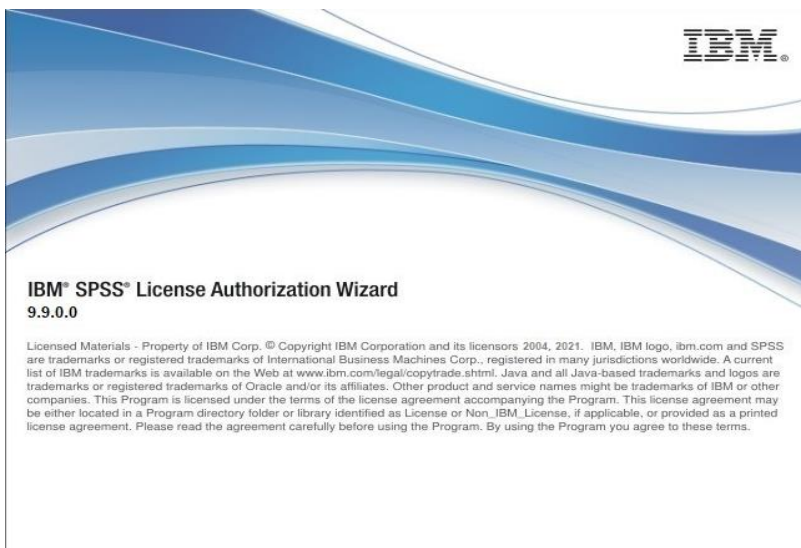 IBM®
IBM® SPSS® License Authorization Wizard
9.9.0.0
Licensed Materials - Property of IBM Corp. © Copyright IBM Corporation and its licensors 2004, 2021. IBM, IBM logo, ibm.com and SPSS
are trademarks or registered trademarks of International Business Machines Corp., registered in many jurisdictions worldwide. A current
list of IBM trademarks is available on the Web at www.ibm.com/legal/copytrade.shtml. Java and all Java-based trademarks and logos are
trademarks or registered trademarks of Oracle and/or its affiliates. Other product and service names might be trademarks of IBM or other
companies. This Program is licensed under the terms of the license agreement accompanying the Program. This license agreement may
be either located in a Program directory folder or library identified as License or Non_IBM_License, if applicable, or provided as a printed
license agreement. Please read the agreement carefully before using the Program. By using the Program you agree to these terms.